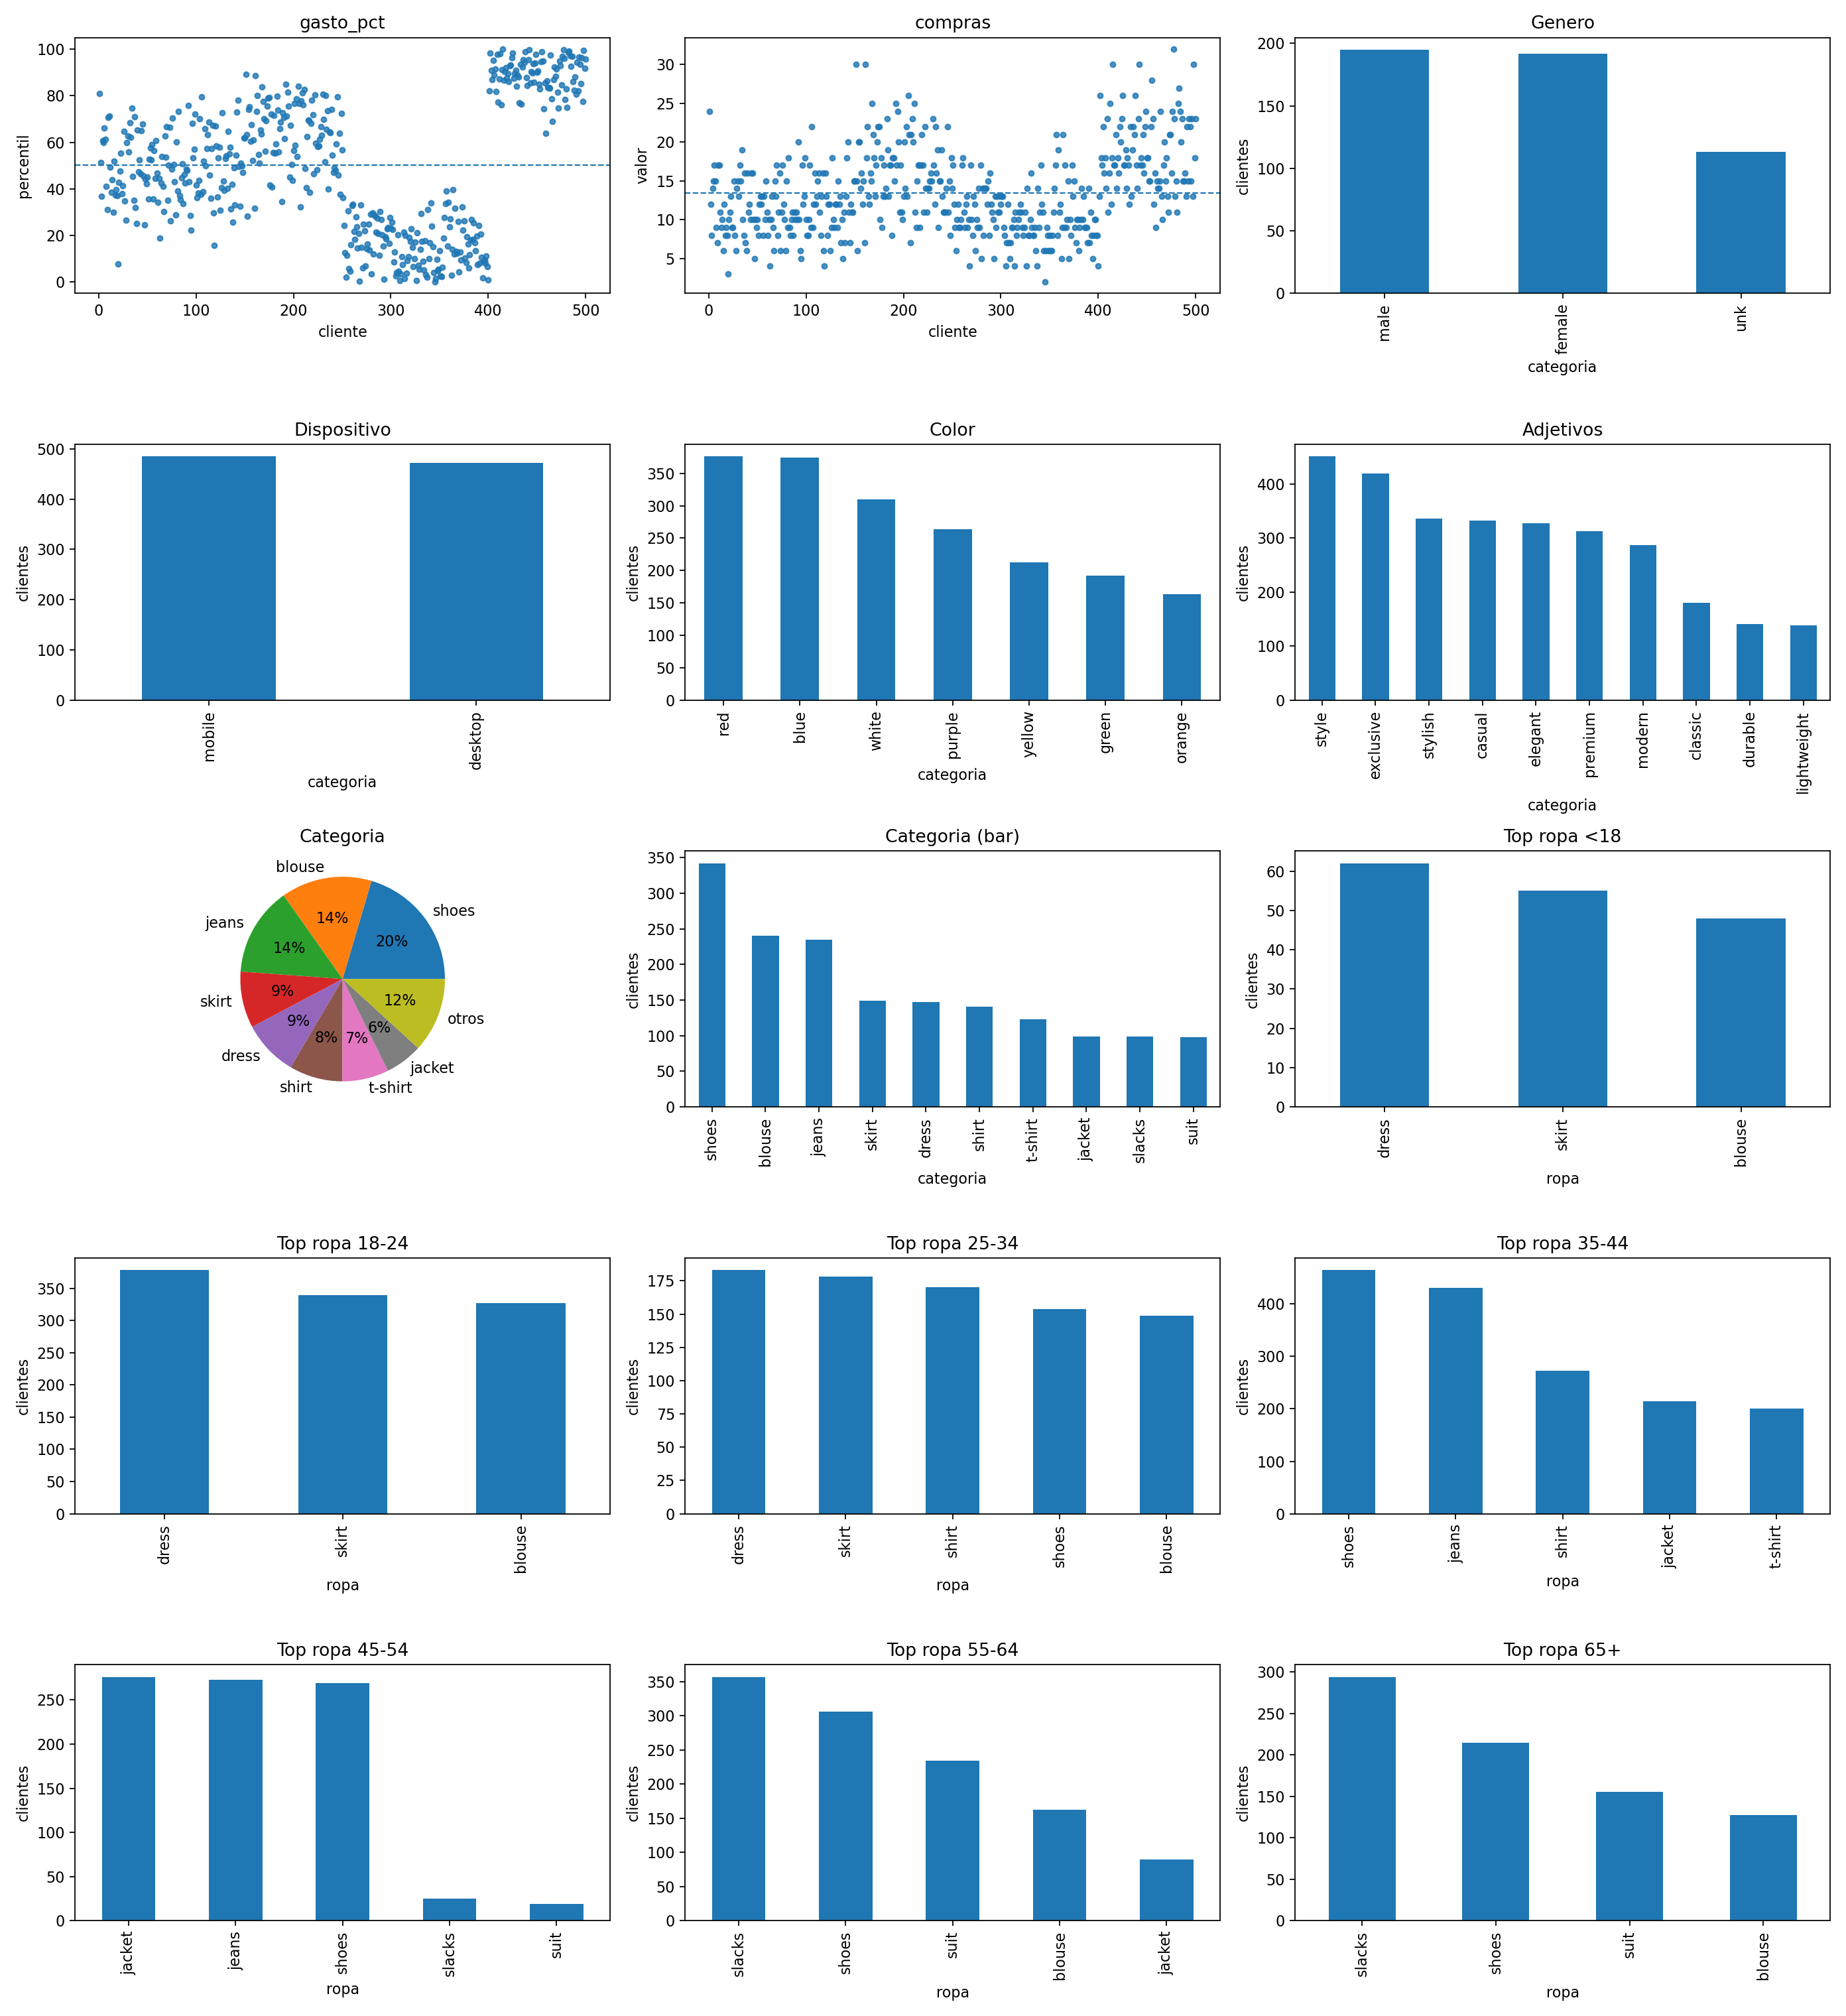 gasto_pct
percentil
100
80
60
40
20
0
0 100 200 300 400 500
cliente
compras
valor
30
25
20
15
10
5
0 100 200 300 400 500
cliente
Genero
clientes
200
150
100
50
0
male female unk
categoria
Dispositivo
clientes
500
400
300
200
100
0
mobile desktop
categoria
Color
clientes
350
300
250
200
150
100
50
0
red blue white purple yellow green orange
categoria
Adjetivos
clientes
400
300
200
100
0
style exclusive stylish casual elegant premium modern classic durable lightweight
categoria
Categoria
blouse
jeans
shoes
14%
20%
14%
skirt
9%
12%
9%
6%
otros
8%
7%
dress
jacket
shirt
t-shirt
Categoria (bar)
clientes
350
300
250
200
150
100
50
0
shoes blouse jeans skirt dress shirt t-shirt jacket slacks suit
categoria
Top ropa <18
clientes
60
50
40
30
20
10
0
dress skirt blouse
ropa
Top ropa 18-24
clientes
350
300
250
200
150
100
50
0
dress skirt blouse
ropa
Top ropa 25-34
clientes
175
150
125
100
75
50
25
0
dress skirt shirt shoes blouse
ropa
Top ropa 35-44
clientes
400
300
200
100
0
shoes jeans shirt jacket t-shirt
ropa
Top ropa 45-54
clientes
250
200
150
100
50
0
jacket jeans shoes slacks suit
ropa
Top ropa 55-64
clientes
350
300
250
200
150
100
50
0
slacks shoes suit blouse jacket
ropa
Top ropa 65+
clientes
300
250
200
150
100
50
0
slacks shoes suit blouse
ropa